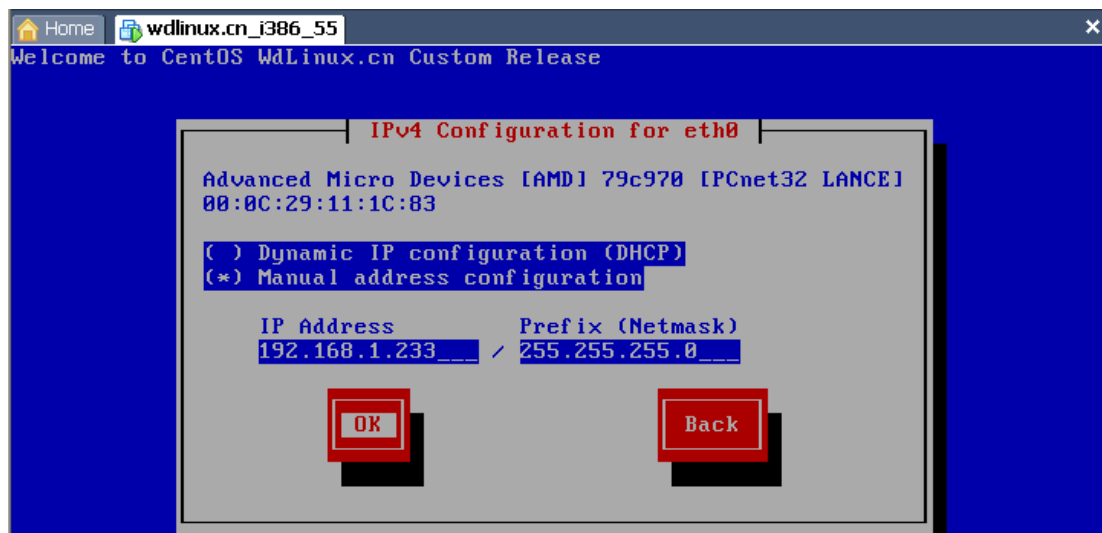 Home wdlinux.cn_i386_55
Welcome to CentOS WdLinux.cn Custom Release
IPv4 Configuration for eth0
Advanced Micro Devices [AMD] 79c970 [PCnet32 LANCE]
00:0C:29:11:1C:83
( ) Dynamic IP configuration (DHCP)
(*) Manual address configuration
IP Address Prefix (Netmask)
192.168.1.233___ / 255.255.255.0___
OK Back